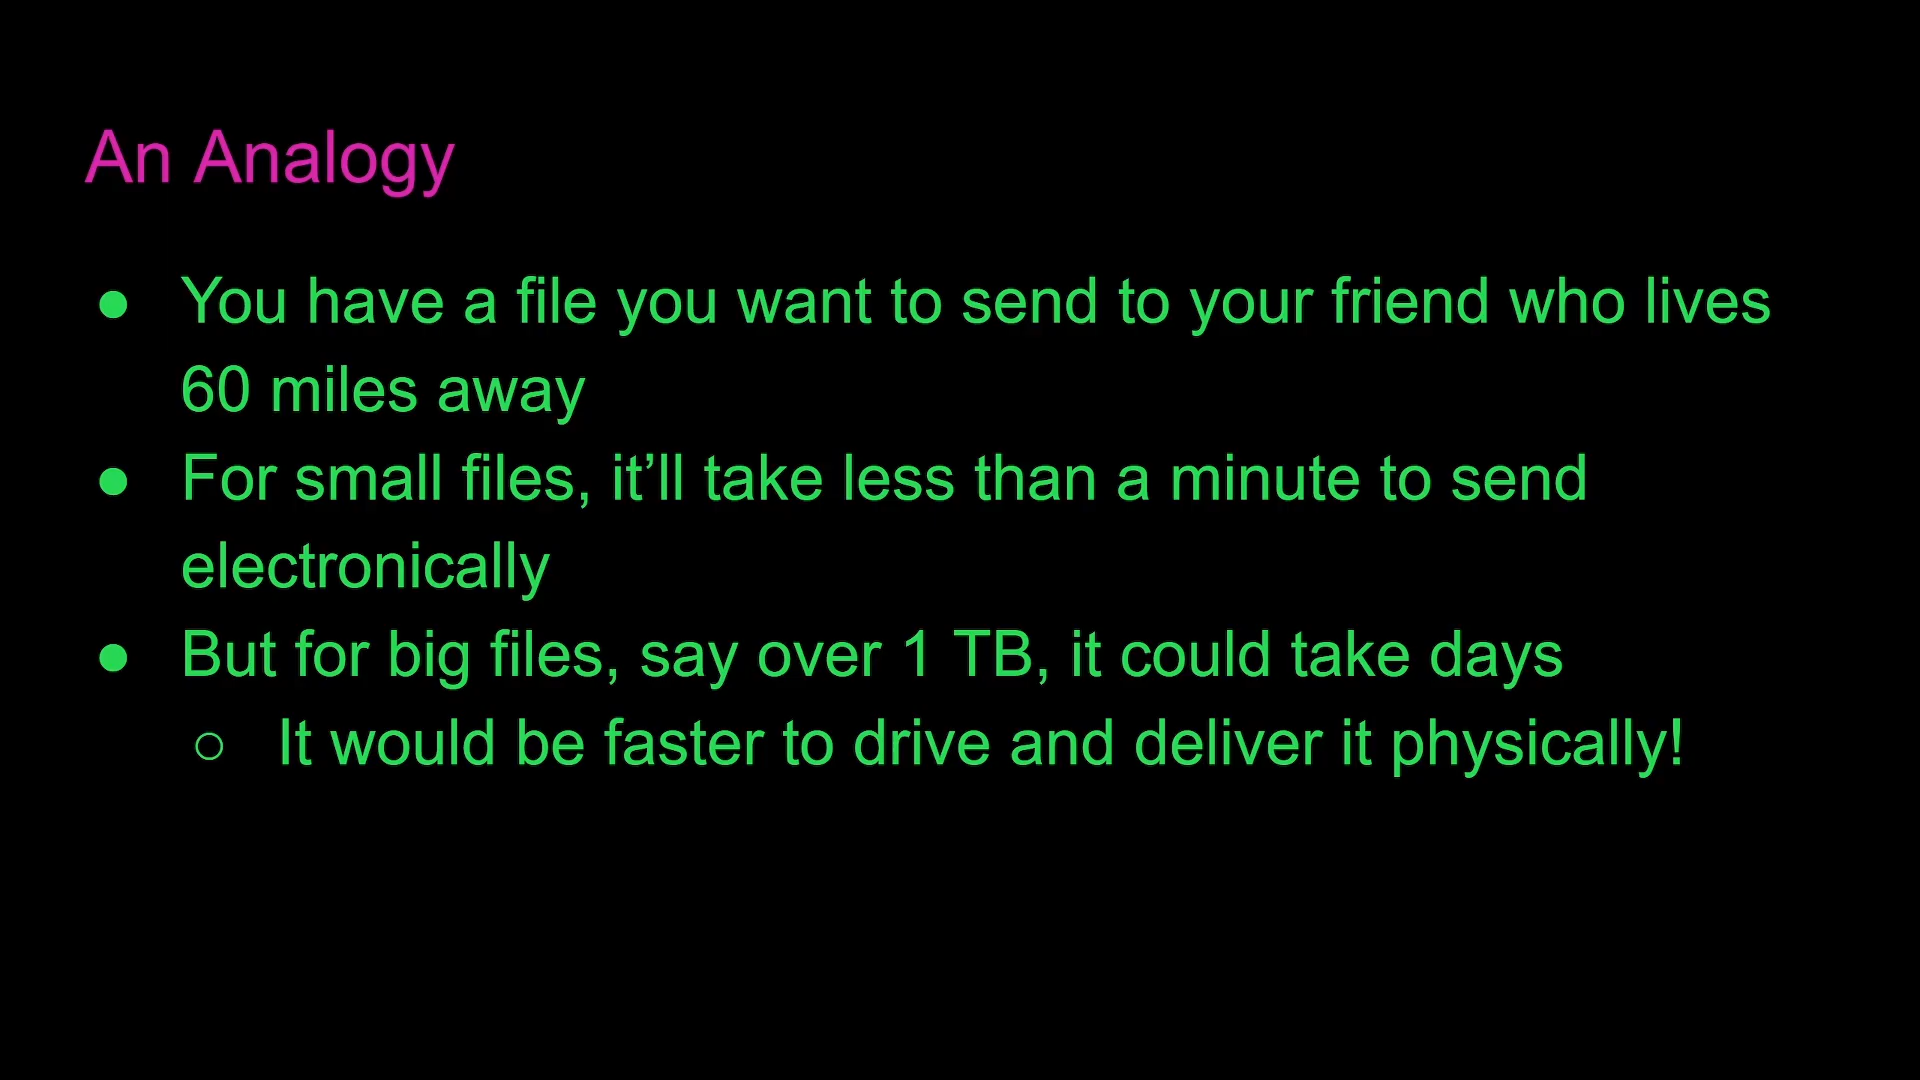 An Analogy
● You have a file you want to send to your friend who lives
60 miles away
● For small files, it’ll take less than a minute to send
electronically
● But for big files, say over 1 TB, it could take days
○ It would be faster to drive and deliver it physically!